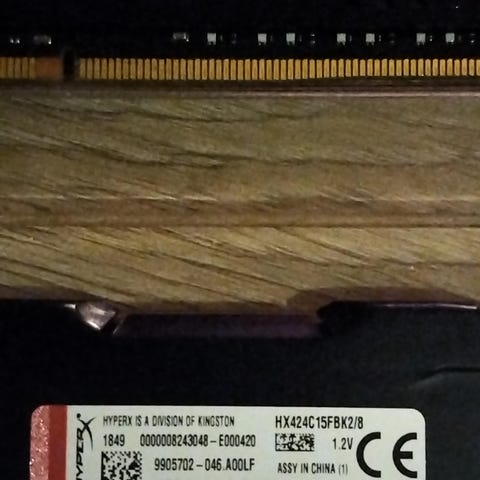 HYPERX
HYPERX IS A DIVISION OF KINGSTON
HX424C15FBK2/8
1849 0000008243048-E000420
1.2V
CE
9905702-046.A00LF
ASSY IN CHINA (1)